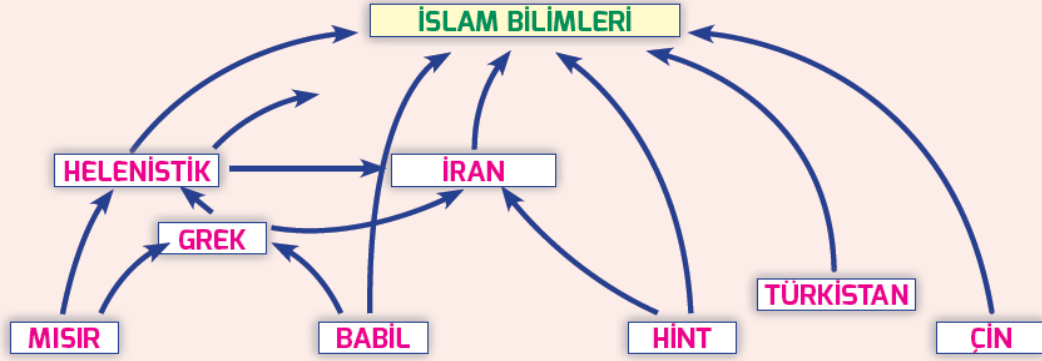 İSLAM BİLİMLERİ
HELENİSTİK
İRAN
GREK
TÜRKİSTAN
MISIR
BABİL
HİNT
ÇİN